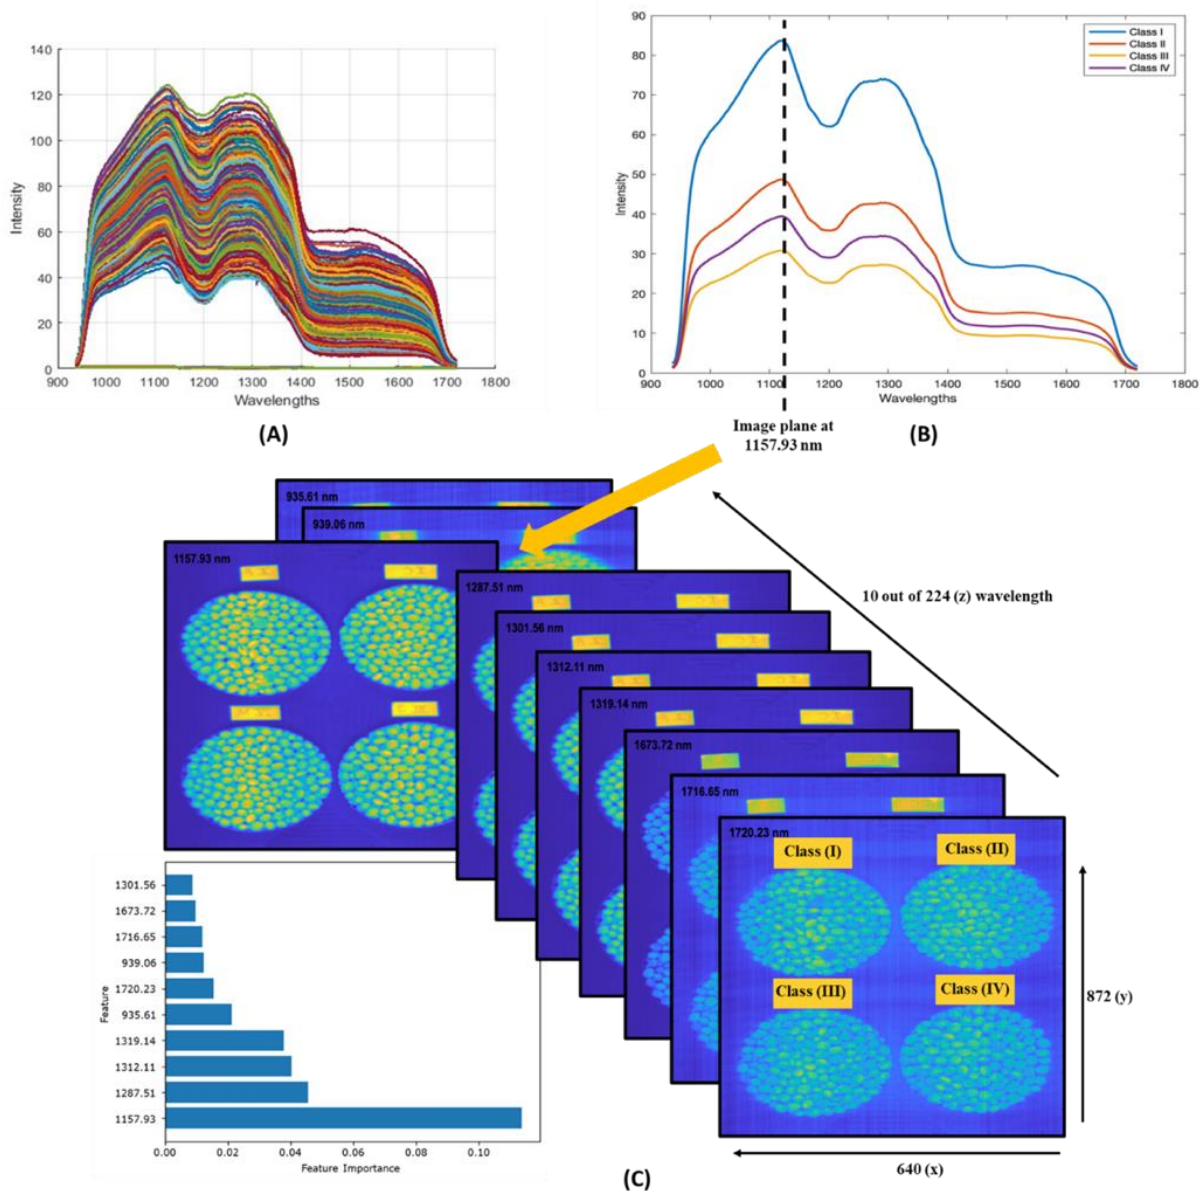 140
120
100
80
60
40
20
0
900 1000 1100 1200 1300 1400 1500 1600 1700 1800
Intensity
Wavelengths
(A)
90
80
70
60
50
40
30
20
10
0
900 1000 1100 1200 1300 1400 1500 1600 1700 1800
Intensity
Wavelengths
Class I
Class II
Class III
Class IV
Image plane at
1157.93 nm
(B)
935.61 nm
939.06 nm
1157.93 nm
1287.51 nm
1301.56 nm
1312.11 nm
1319.14 nm
1673.72 nm
1716.65 nm
1720.23 nm
10 out of 224 (z) wavelength
Class (I)
Class (II)
Class (III)
Class (IV)
872 (y)
640 (x)
1301.56
1673.72
1716.65
939.06
1720.23
935.61
1319.14
1312.11
1287.51
1157.93
Feature
0.00 0.02 0.04 0.06 0.08 0.10
Feature Importance
(C)